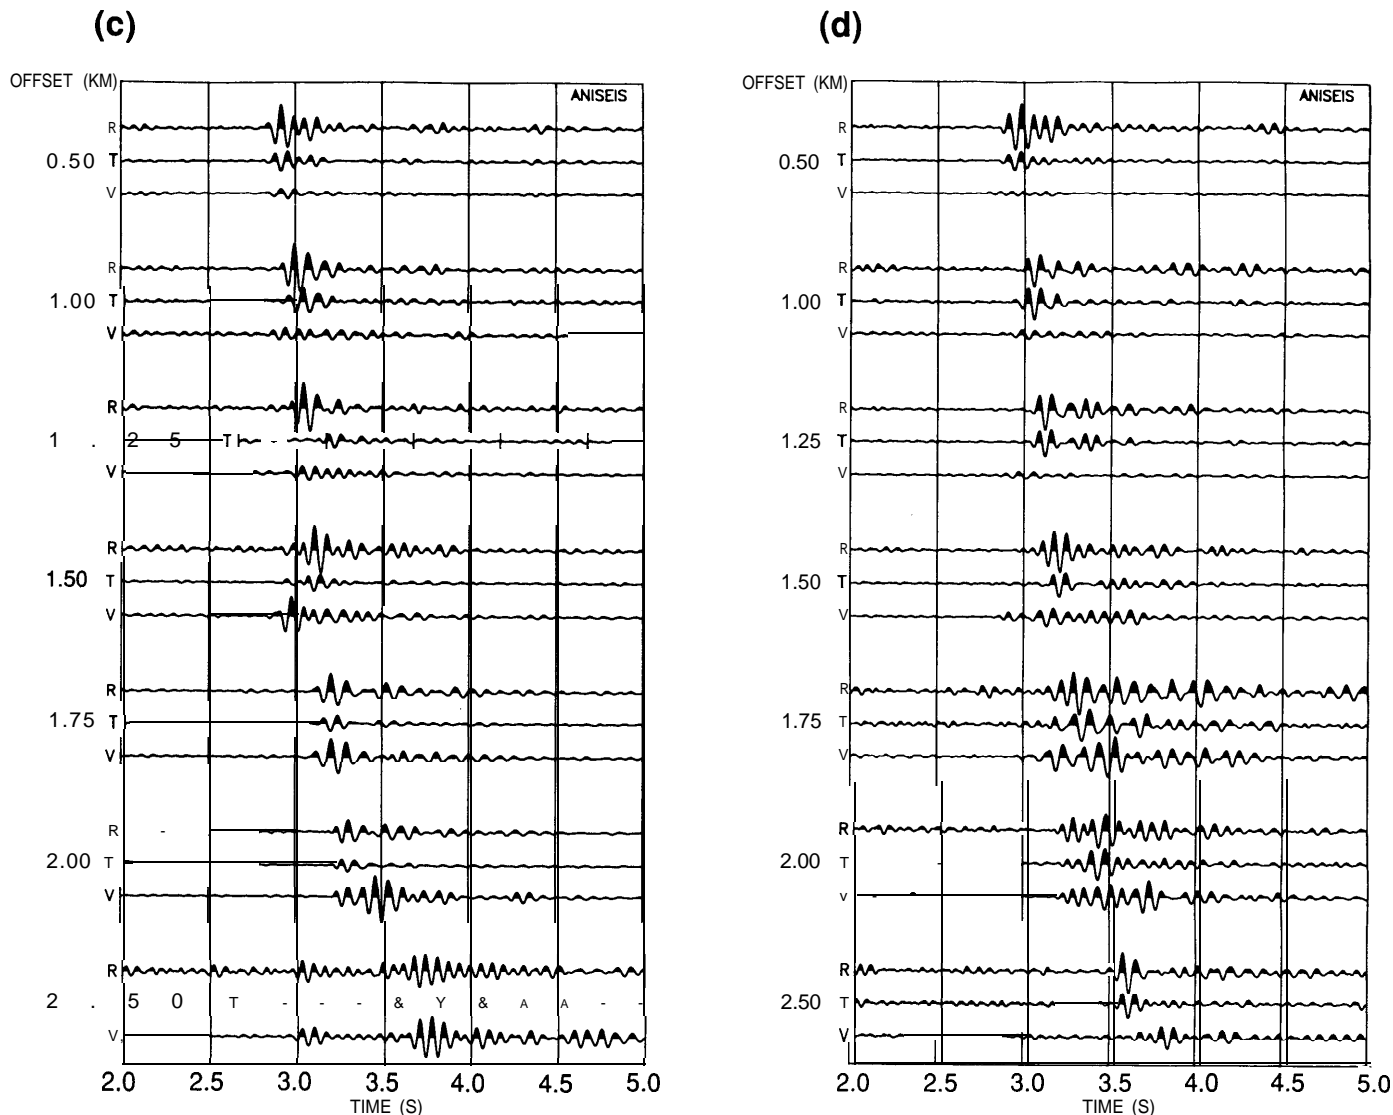 (c) (d)
OFFSET (KM) OFFSET (KM)
ANISEIS ANISEIS
R R
0.50 T 0.50 T
V V
R R
1.00 T 1.00 T
V V
R R
1 . 2 5 T - 1.25 T
V V
R R
1.50 T 1.50 T
V V
R R
1.75 T 1.75 T
V V
R - R
2.00 T 2.00 T
V v
R R
2 . 5 0 T - - - & Y & A A - - 2.50 T
V, V
2.0 2.5 3.0 3.5 4.0 4.5 5.0 2.0 2.5 3.0 3.5 4.0 4.5 5.0
TIME (S) TIME (S)